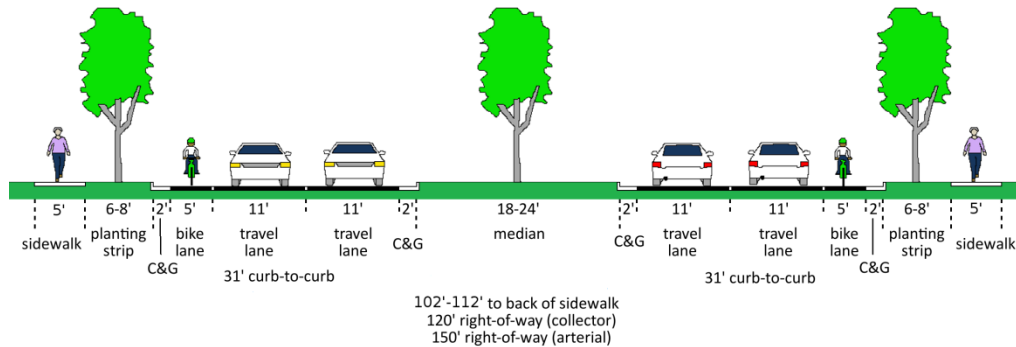 5' 6-8' 2' 5' 11' 11' 2' 18-24' 2' 11' 11' 5' 2' 6-8' 5'
sidewalk planting strip C&G bike lane travel lane travel lane C&G median C&G travel lane travel lane bike lane C&G planting strip sidewalk
31' curb-to-curb 31' curb-to-curb
102'-112' to back of sidewalk
120' right-of-way (collector)
150' right-of-way (arterial)